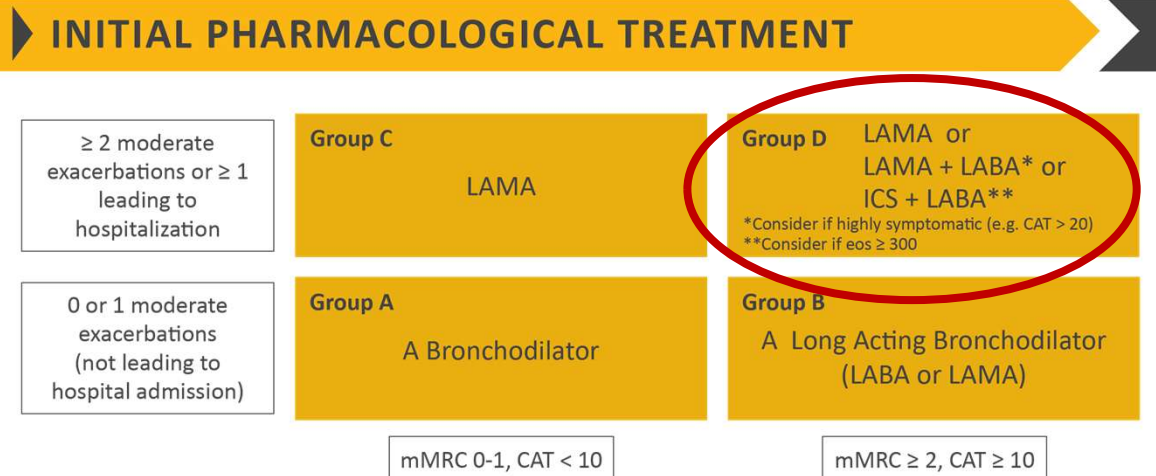 INITIAL PHARMACOLOGICAL TREATMENT
≥ 2 moderate
exacerbations or ≥ 1
leading to
hospitalization
Group C
LAMA
Group D
LAMA or
LAMA + LABA* or
ICS + LABA**
*Consider if highly symptomatic (e.g. CAT > 20)
**Consider if eos ≥ 300
0 or 1 moderate
exacerbations
(not leading to
hospital admission)
Group A
A Bronchodilator
Group B
A Long Acting Bronchodilator
(LABA or LAMA)
mMRC 0-1, CAT < 10
mMRC ≥ 2, CAT ≥ 10